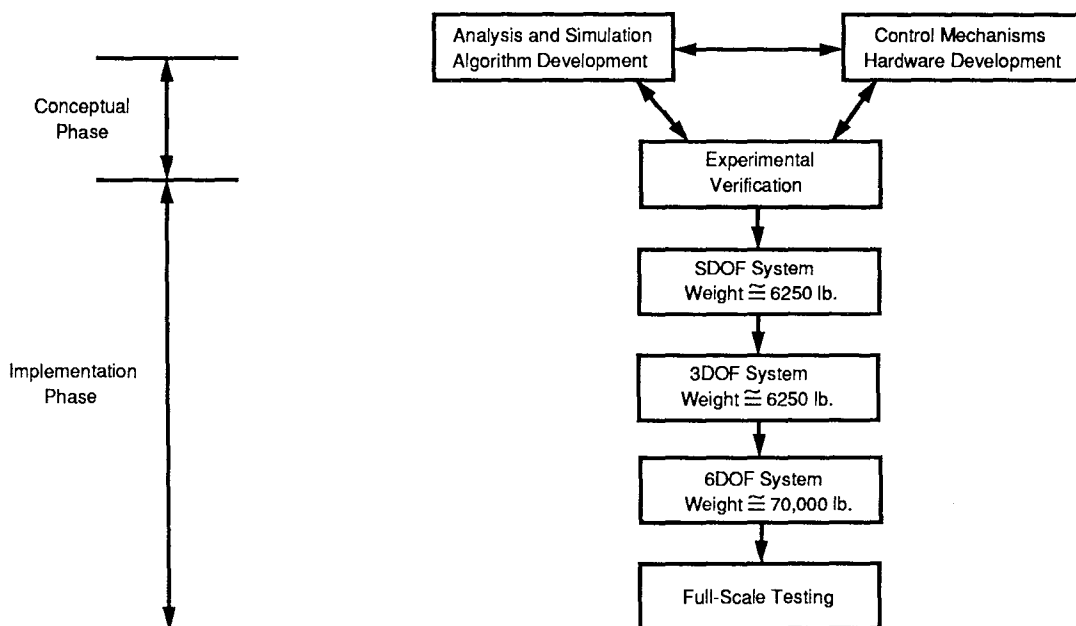 Analysis and Simulation
Algorithm Development
Control Mechanisms
Hardware Development
Conceptual
Phase
Experimental
Verification
SDOF System
Weight ≅ 6250 lb.
Implementation
Phase
3DOF System
Weight ≅ 6250 lb.
6DOF System
Weight ≅ 70,000 lb.
Full-Scale Testing